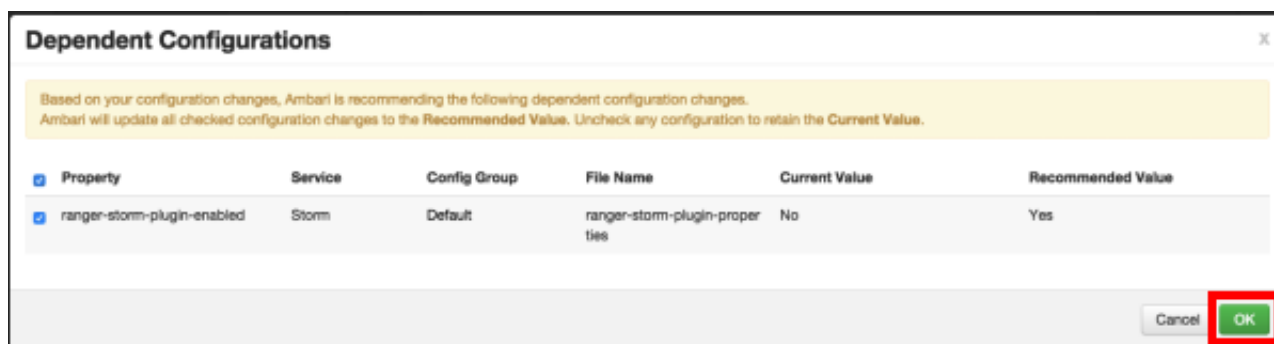 Dependent Configurations
x
Based on your configuration changes, Ambari is recommending the following dependent configuration changes.
Ambari will update all checked configuration changes to the Recommended Value. Uncheck any configuration to retain the Current Value.
Property Service Config Group File Name Current Value Recommended Value
ranger-storm-plugin-enabled Storm Default ranger-storm-plugin-proper No Yes
ties
Cancel OK